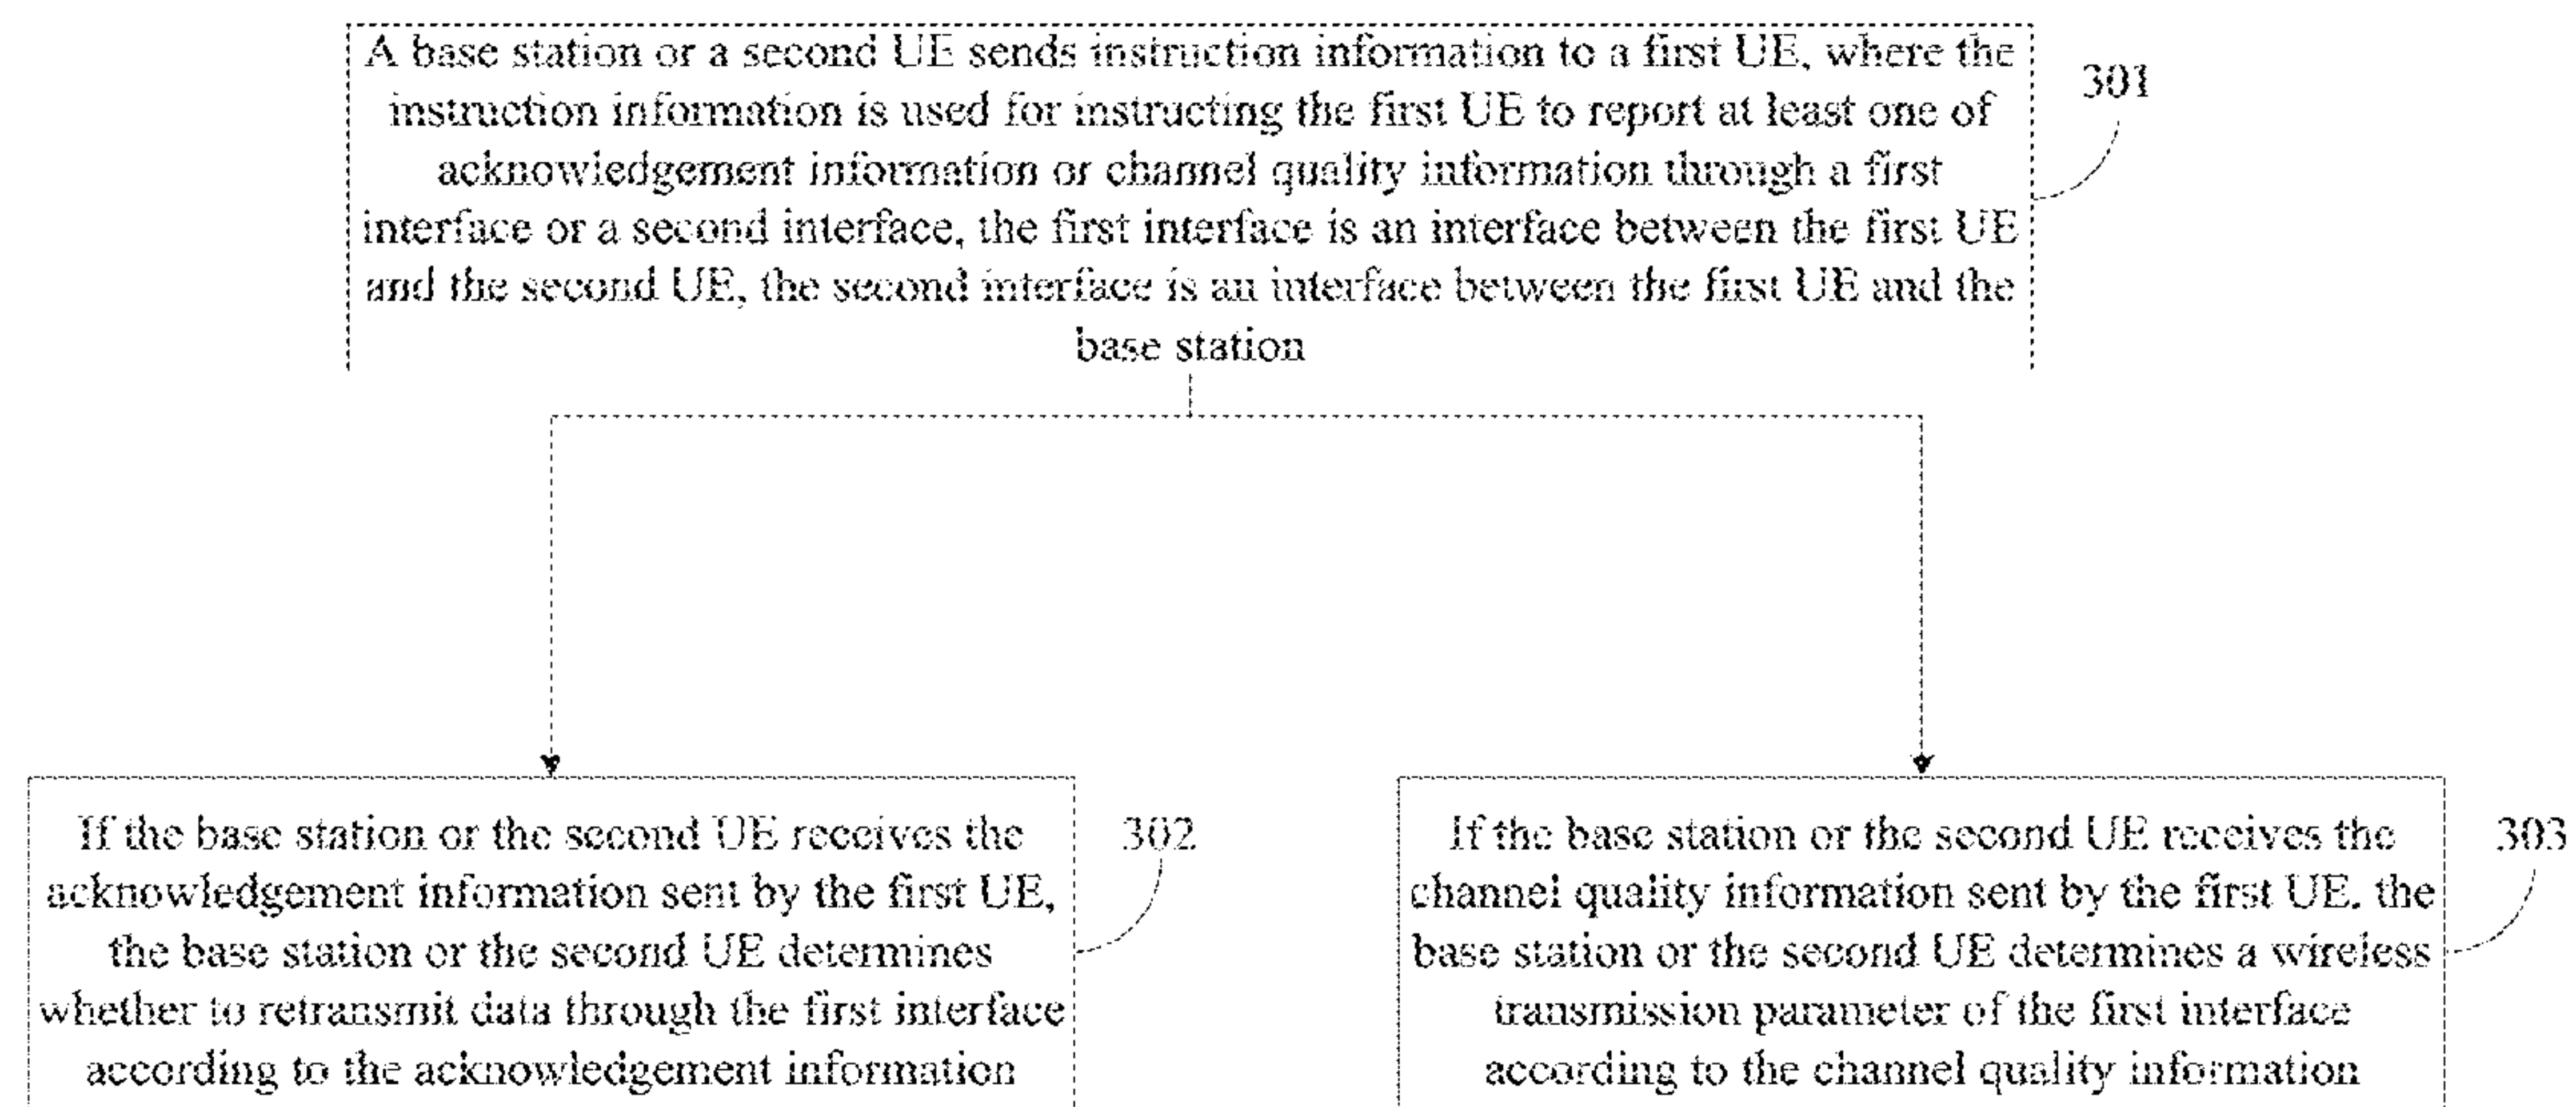 A base station or a second UE sends instruction information to a first UE, where the
instruction information is used for instructing the first UE to report at least one of
acknowledgement information or channel quality information through a first
interface or a second interface, the first interface is an interface between the first UE
and the second UE, the second interface is an interface between the first UE and the
base station
301
If the base station or the second UE receives the
acknowledgement information sent by the first UE,
the base station or the second UE determines
whether to retransmit data through the first interface
according to the acknowledgement information
302
If the base station or the second UE receives the
channel quality information sent by the first UE, the
base station or the second UE determines a wireless
transmission parameter of the first interface
according to the channel quality information
303